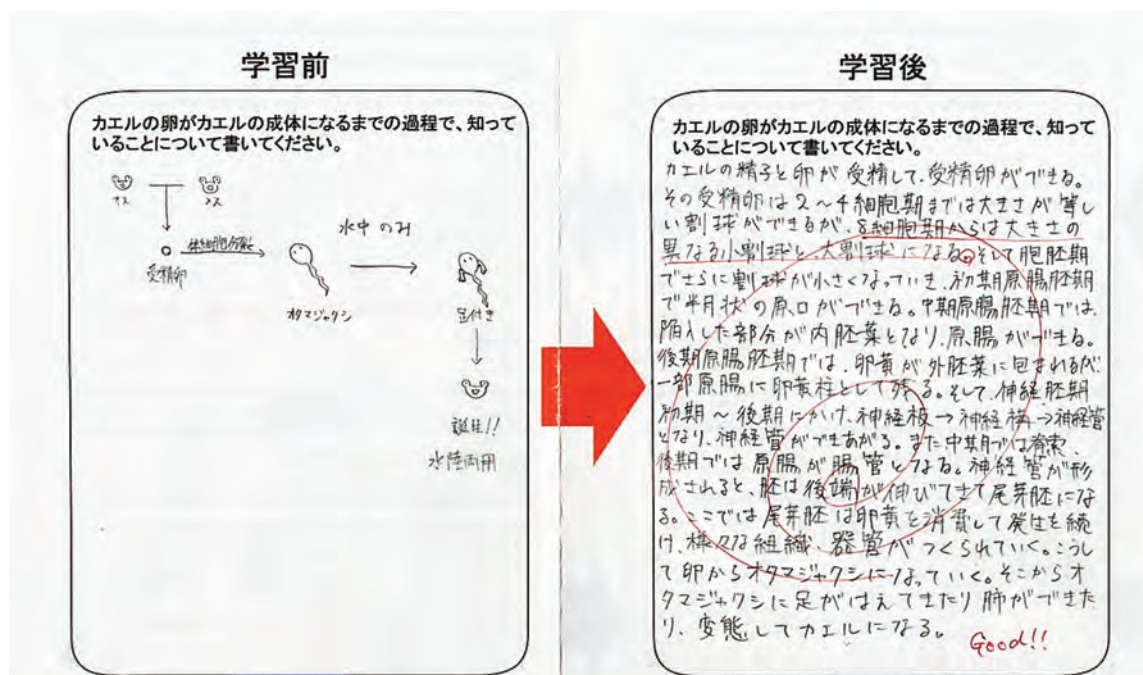 学習前
カエルの卵がカエルの成体になるまでの過程で、知って
いることについて書いてください。
オス
メス
受精卵
体細胞分裂
オタマジャクシ
水中のみ
足付き
誕生!!
水陸両用
学習後
カエルの卵がカエルの成体になるまでの過程で、知って
いることについて書いてください。
カエルの精子と卵が受精して、受精卵ができる。
その受精卵は2～4細胞期までは大きさが等し
い割球ができるが、8細胞期からは大きさの
異なる小割球と、大割球になる。そして胞胚期
でさらに割球が小さくなっていき、初期原腸胚期
で半月状の原口ができる。中期原腸胚期では、
陥入した部分が内胚葉となり、原腸ができる。
後期原腸胚期では、卵黄が外胚葉に包まれるが、
一部原腸に卵黄栓として残る。そして、神経胚期
初期～後期にかけ、神経板→神経溝→神経管
となり、神経管ができあがる。また中期では脊索、
後期では原腸が腸管となる。神経管が形
成されると、胚は後端が伸びてきて尾芽胚にな
る。ここでは尾芽胚は卵黄を消費して発生を続
け、様々な組織、器官がつくられていく。こうし
て卵からオタマジャクシになっていく。そこからオ
タマジャクシに足がはえてきたり肺ができた
り、変態してカエルになる。
Good!!